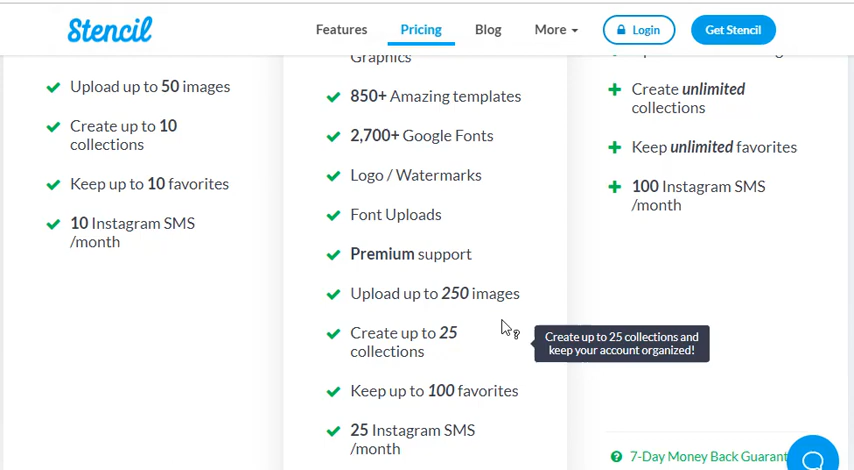 Stencil
Features
Pricing
Blog
More
Login
Get Stencil
Upload up to 50 images
Create up to 10
collections
Keep up to 10 favorites
10 Instagram SMS
/month
Graphics
850+ Amazing templates
2,700+ Google Fonts
Logo / Watermarks
Font Uploads
Premium support
Upload up to 250 images
Create up to 25
collections
Keep up to 100 favorites
25 Instagram SMS
/month
Create up to 25 collections and
keep your account organized!
Create unlimited
collections
Keep unlimited favorites
100 Instagram SMS
/month
7-Day Money Back Guarant